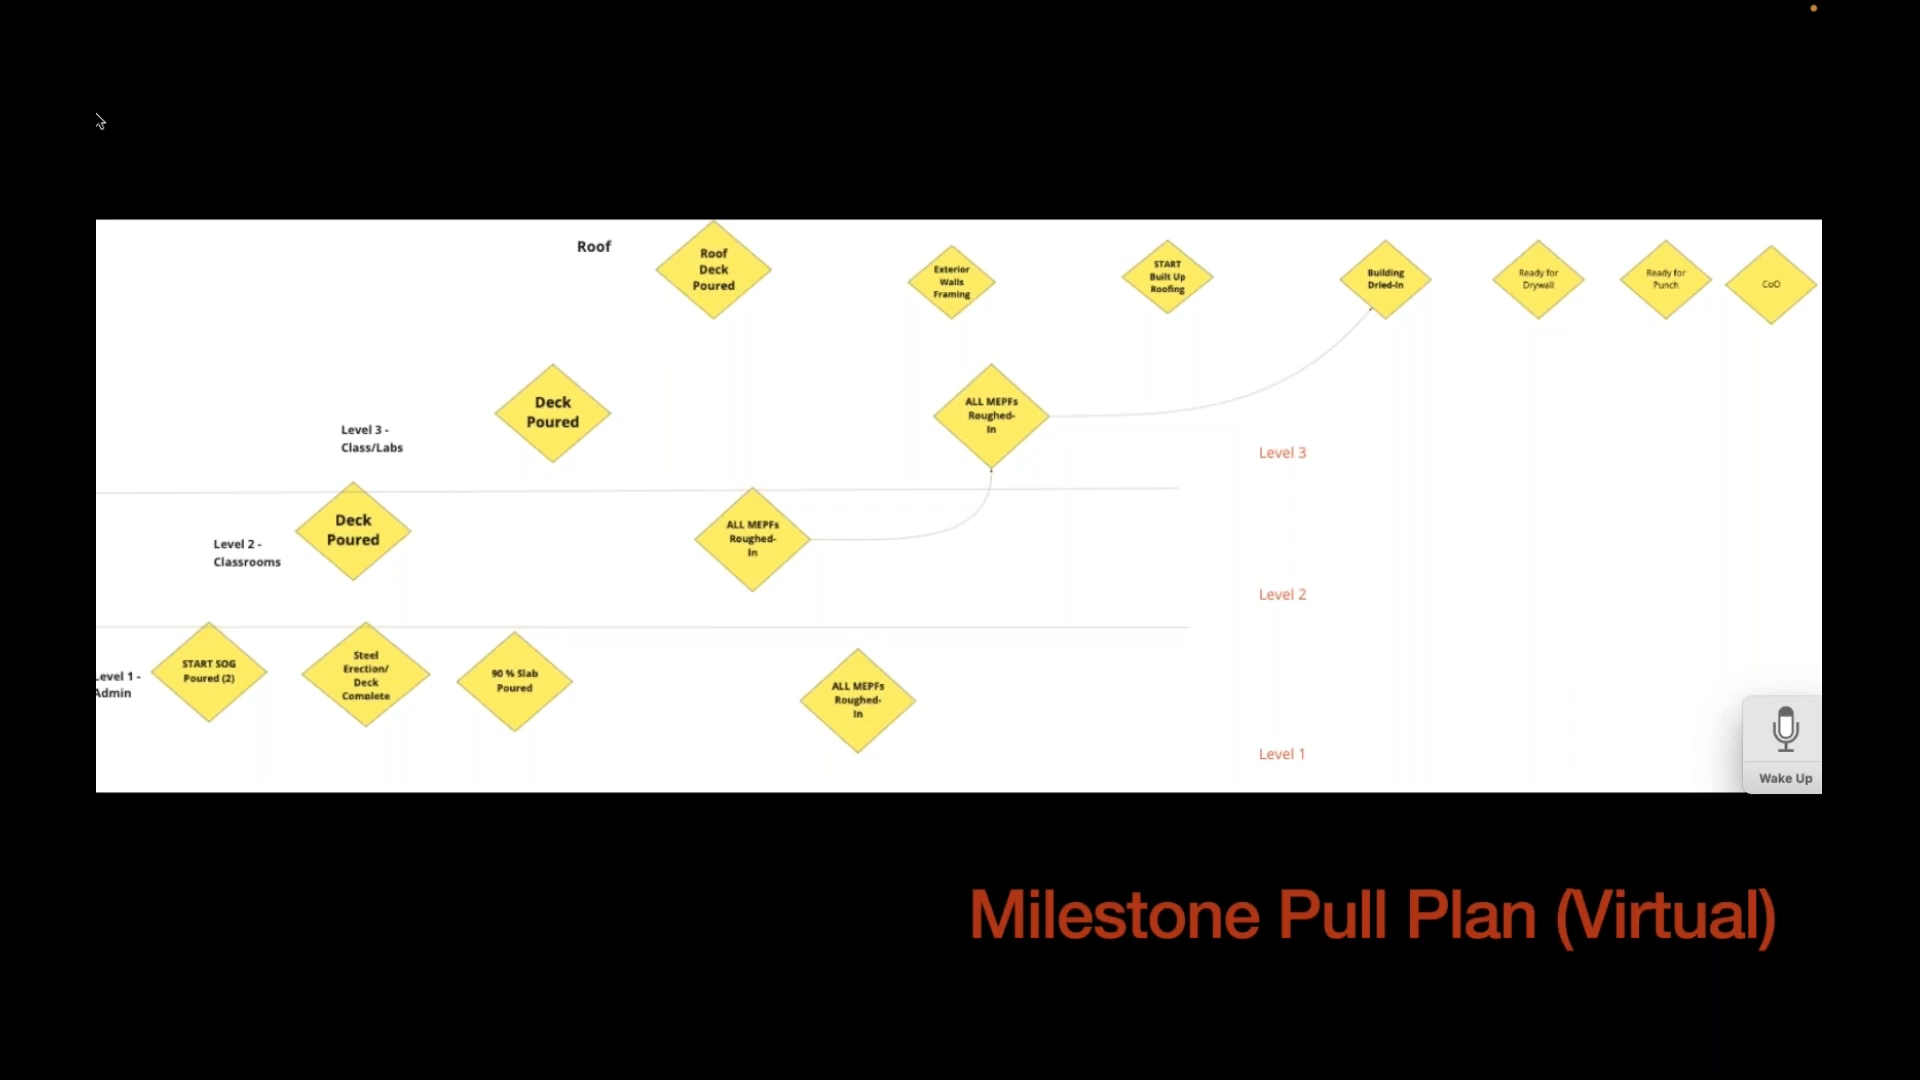 Roof
Roof
Deck
Poured
Exterior
Walls
Framing
START
Built Up
Roofing
Building
Dried-In
Ready for
Drywall
Ready for
Punch
CoO
Level 3 -
Class/Labs
Deck
Poured
ALL MEPFs
Roughed-
In
Level 3
Level 2 -
Classrooms
Deck
Poured
ALL MEPFs
Roughed-
In
Level 2
Level 1 -
Admin
START SOG
Poured (2)
Steel
Erection/
Deck
Complete
90 % Slab
Poured
ALL MEPFs
Roughed-
In
Level 1
Wake Up
Milestone Pull Plan (Virtual)